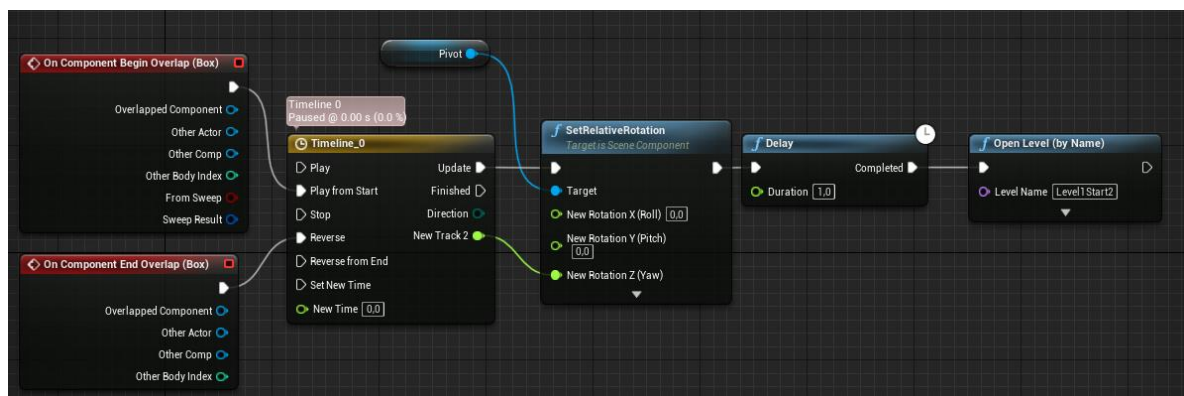 On Component Begin Overlap (Box)
Overlapped Component
Other Actor
Other Comp
Other Body Index
From Sweep
Sweep Result
On Component End Overlap (Box)
Overlapped Component
Other Actor
Other Comp
Other Body Index
Timeline 0
Paused @ 0.00 s (0.0 %)
Timeline_0
Play
Update
Play from Start
Finished
Stop
Direction
Reverse
New Track 2
Reverse from End
Set New Time
New Time 0,0
Pivot
f SetRelativeRotation
Target is Scene Component
Target
New Rotation X (Roll) 0,0
New Rotation Y (Pitch)
0,0
New Rotation Z (Yaw)
f Delay
Completed
Duration 1,0
f Open Level (by Name)
Level Name Level1Start2